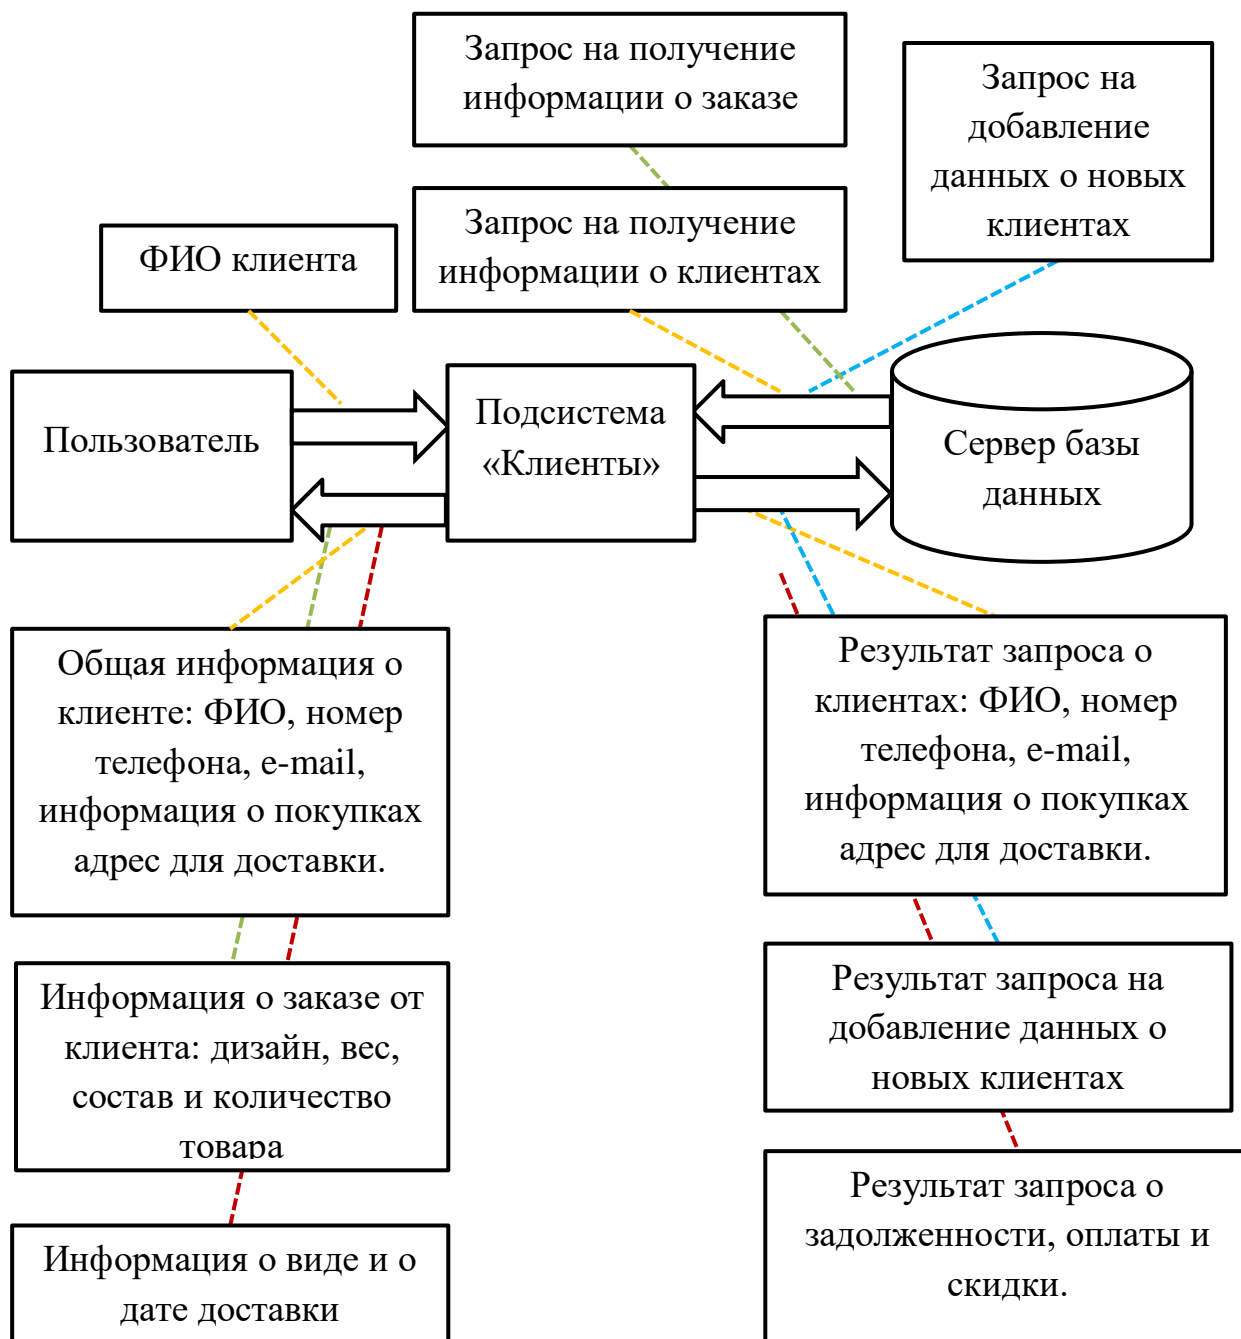 Запрос на получение
информации о заказе
Запрос на
добавление
данных о новых
клиентах
Запрос на получение
информации о клиентах
ФИО клиента
Пользователь
Подсистема
«Клиенты»
Сервер базы
данных
Общая информация о
клиенте: ФИО, номер
телефона, e-mail,
информация о покупках
адрес для доставки.
Результат запроса о
клиентах: ФИО, номер
телефона, e-mail,
информация о покупках
адрес для доставки.
Информация о заказе от
клиента: дизайн, вес,
состав и количество
товара
Результат запроса на
добавление данных о
новых клиентах
Информация о виде и о
дате доставки
Результат запроса о
задолженности, оплаты и
скидки.